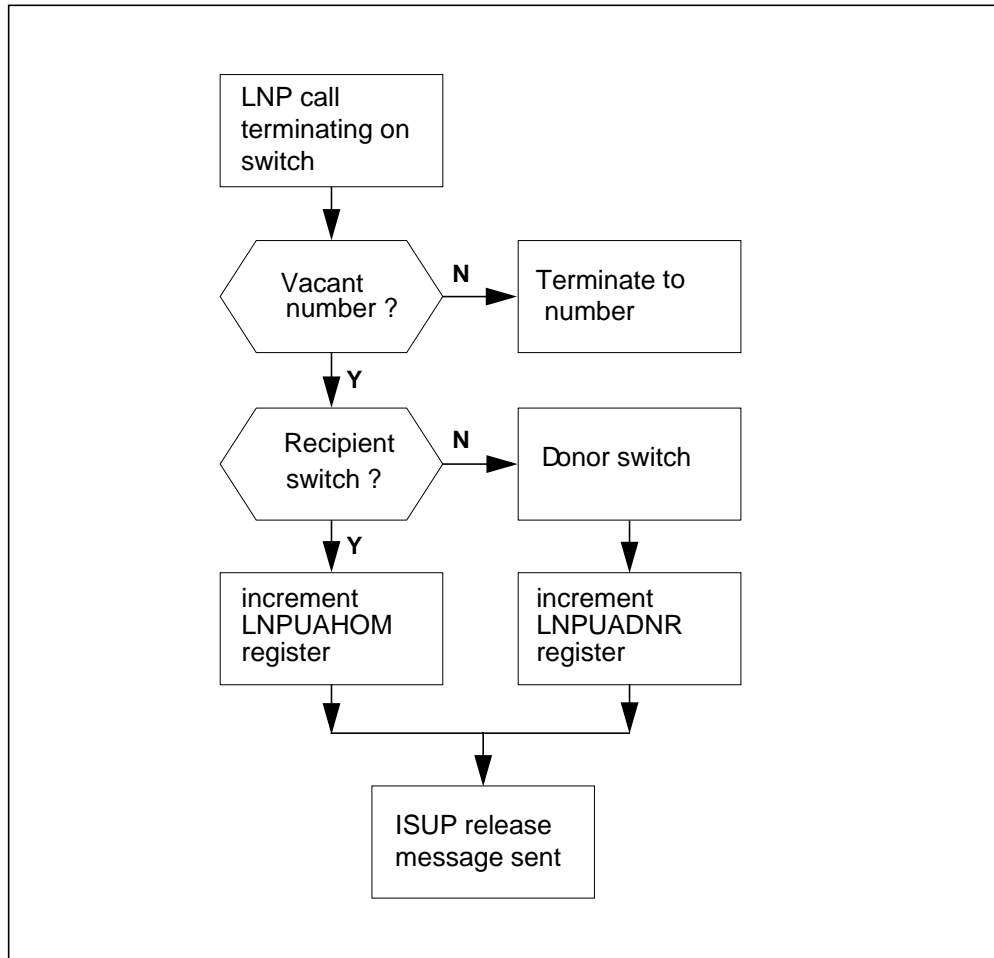 LNP call
terminating on
switch
Vacant
number ?
N
Terminate to
number
Y
Recipient
switch ?
N
Donor switch
Y
increment
LNPUAHOM
register
increment
LNPUADNR
register
ISUP release
message sent